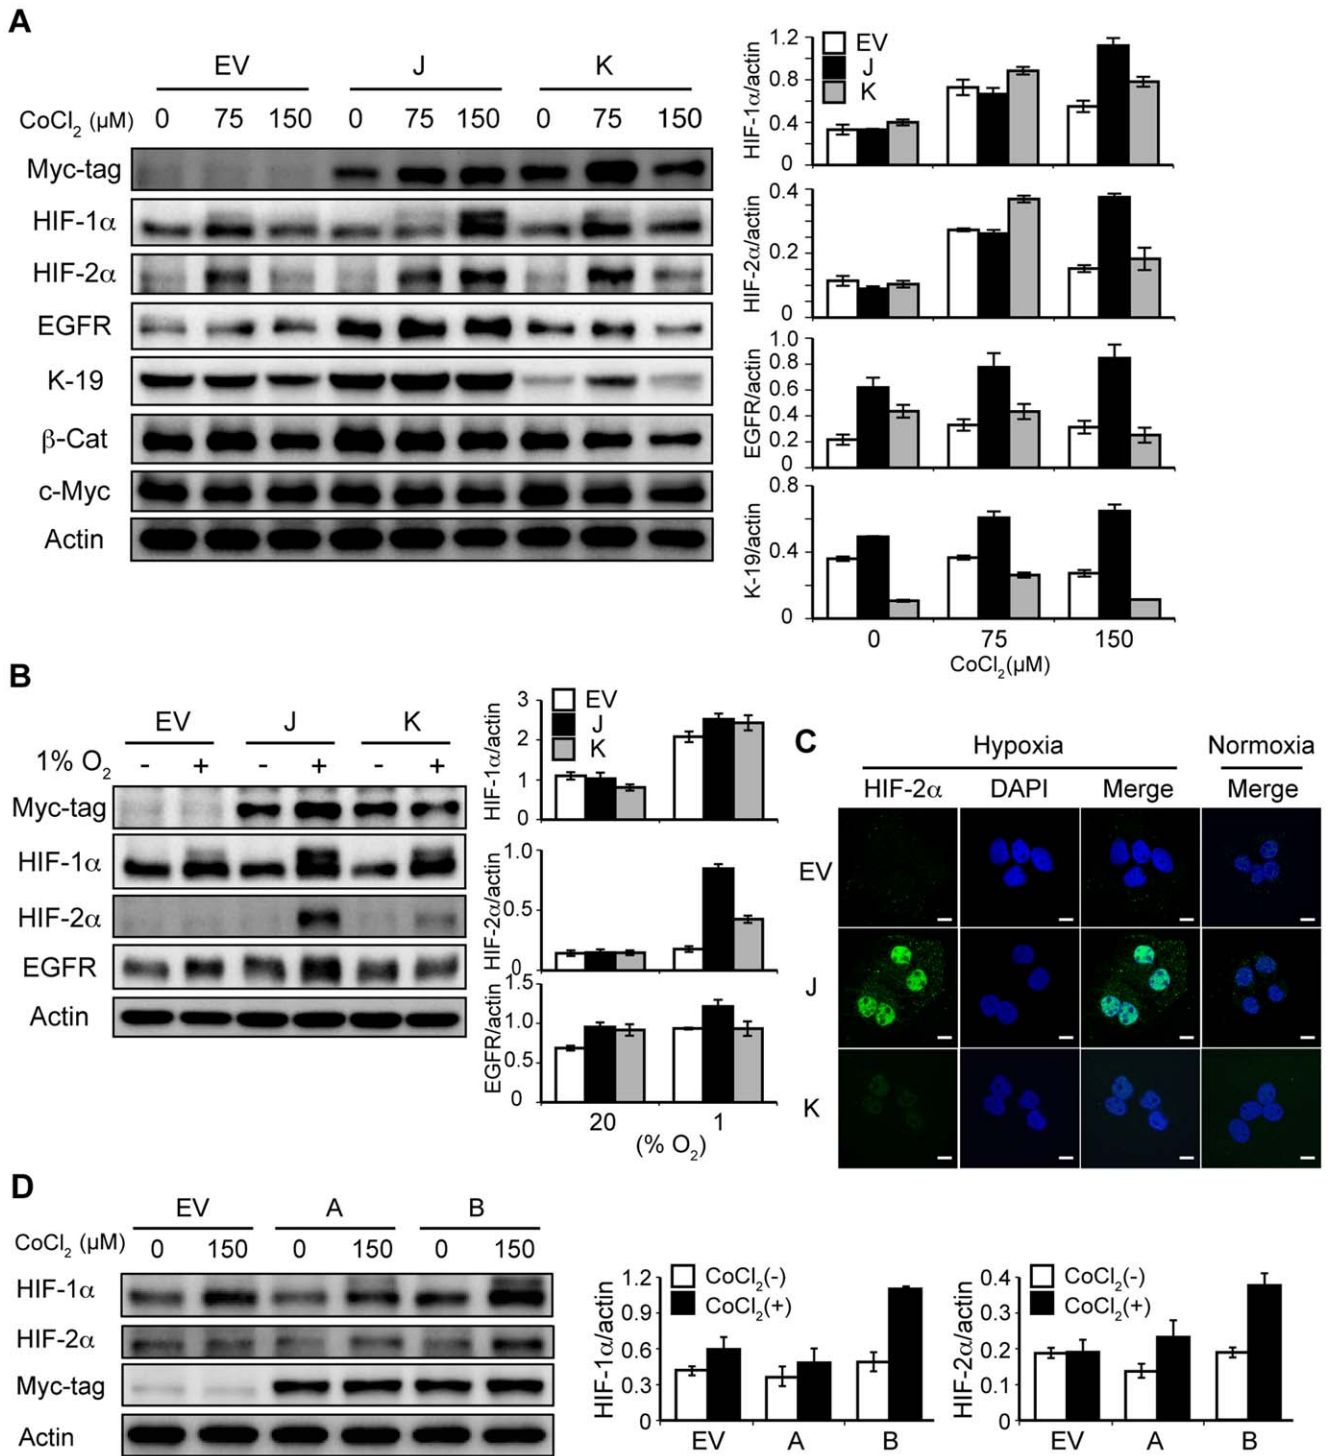 A
EV J K
CoCl2 (µM) 0 75 150 0 75 150 0 75 150
Myc-tag
HIF-1α
HIF-2α
EGFR
K-19
β-Cat
c-Myc
Actin
HIF-1α/actin
1.2
0.8
0.4
0
EV
J
K
HIF-2α/actin
0.4
0.2
0
EGFR/actin
1.0
0.8
0.6
0.4
0.2
0
K-19/actin
0.8
0.4
0
0 75 150
CoCl2(µM)
B
EV J K
1% O2 - + - + - +
Myc-tag
HIF-1α
HIF-2α
EGFR
Actin
HIF-1α/actin
3
2
1
0
EV
J
K
HIF-2α/actin
1.0
0.5
0
EGFR/actin
1.5
1.0
0.5
0
20 1
(% O2)
C
Hypoxia Normoxia
HIF-2α DAPI Merge Merge
EV
J
K
D
EV A B
CoCl2 (µM) 0 150 0 150 0 150
HIF-1α
HIF-2α
Myc-tag
Actin
HIF-1α/actin
1.2
0.9
0.6
0.3
0
CoCl2(-)
CoCl2(+)
EV A B
HIF-2α/actin
0.4
0.3
0.2
0.1
0
CoCl2(-)
CoCl2(+)
EV A B